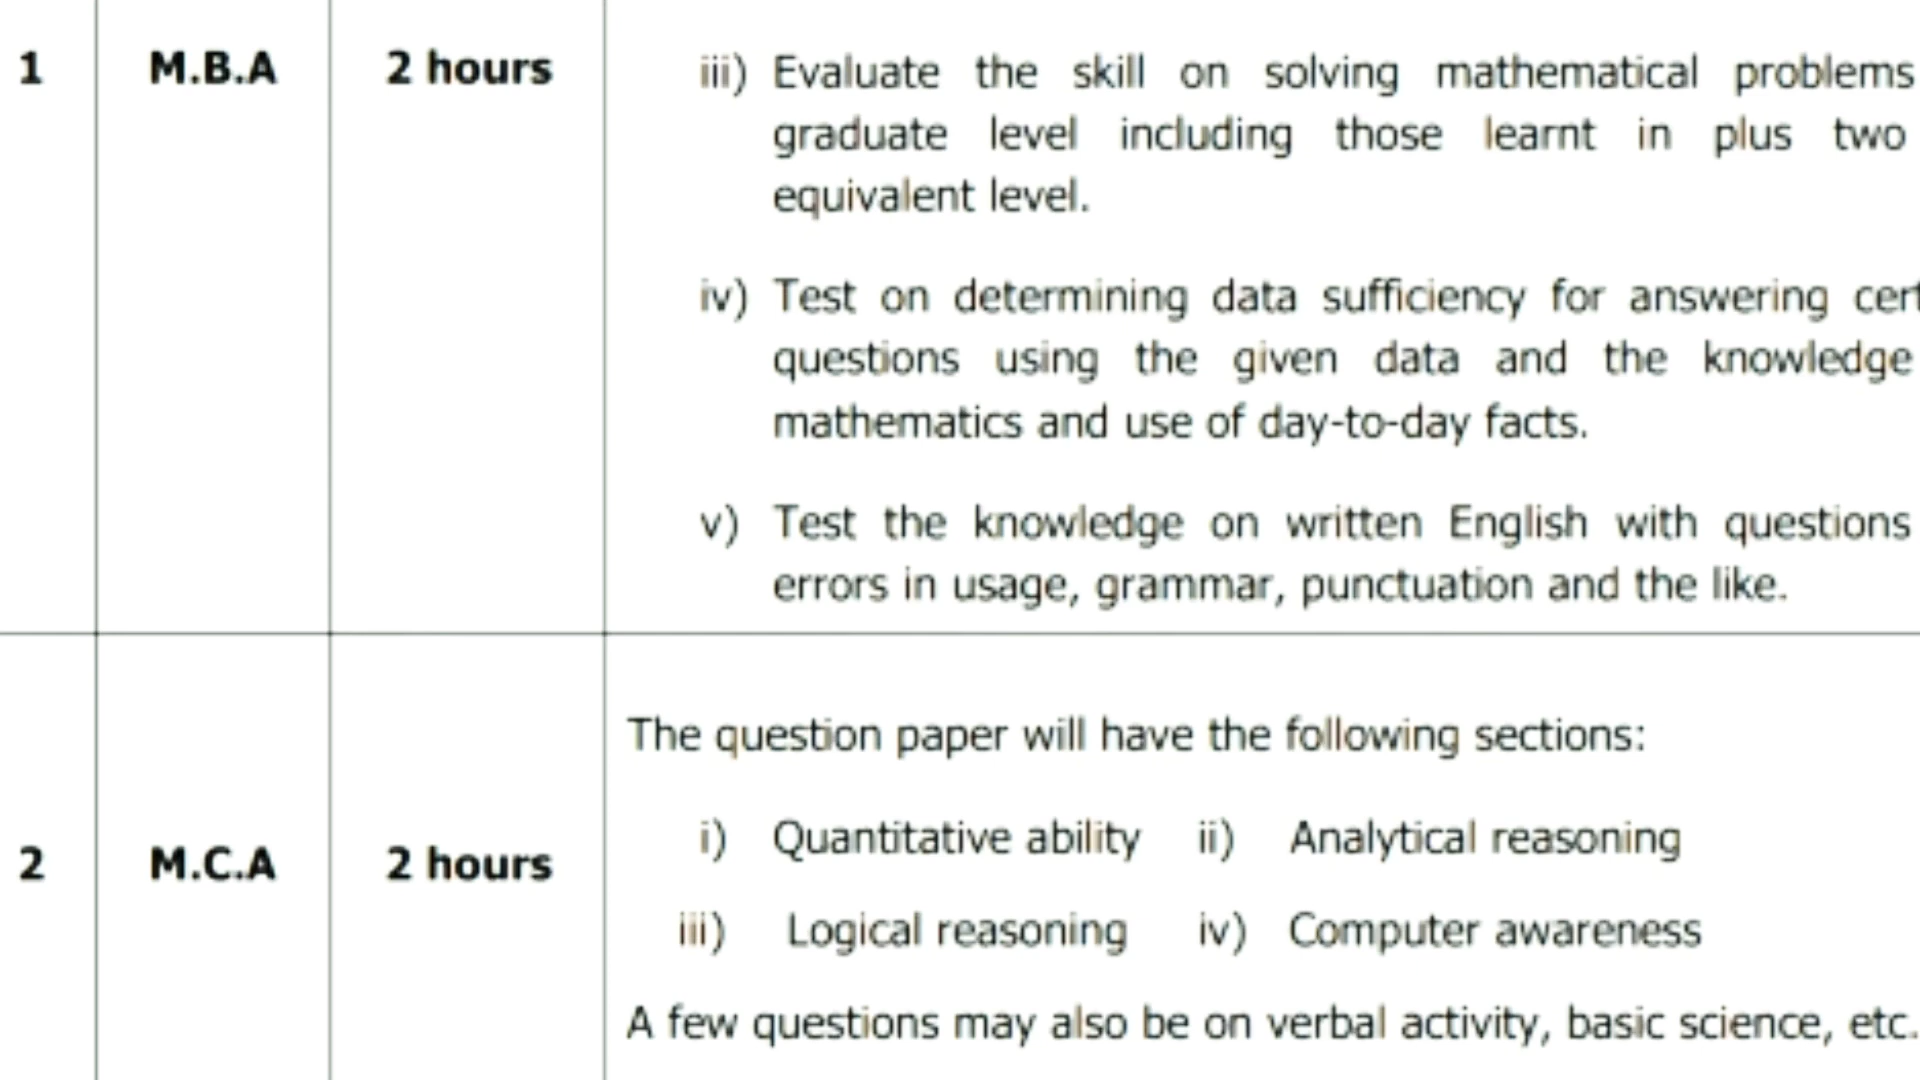 1 M.B.A 2 hours
iii) Evaluate the skill on solving mathematical problems
graduate level including those learnt in plus two
equivalent level.
iv) Test on determining data sufficiency for answering
questions using the given data and the knowledge
mathematics and use of day-to-day facts.
v) Test the knowledge on written English with questions
errors in usage, grammar, punctuation and the like.
2 M.C.A 2 hours
The question paper will have the following sections:
i) Quantitative ability ii) Analytical reasoning
iii) Logical reasoning iv) Computer awareness
A few questions may also be on verbal activity, basic science, etc.